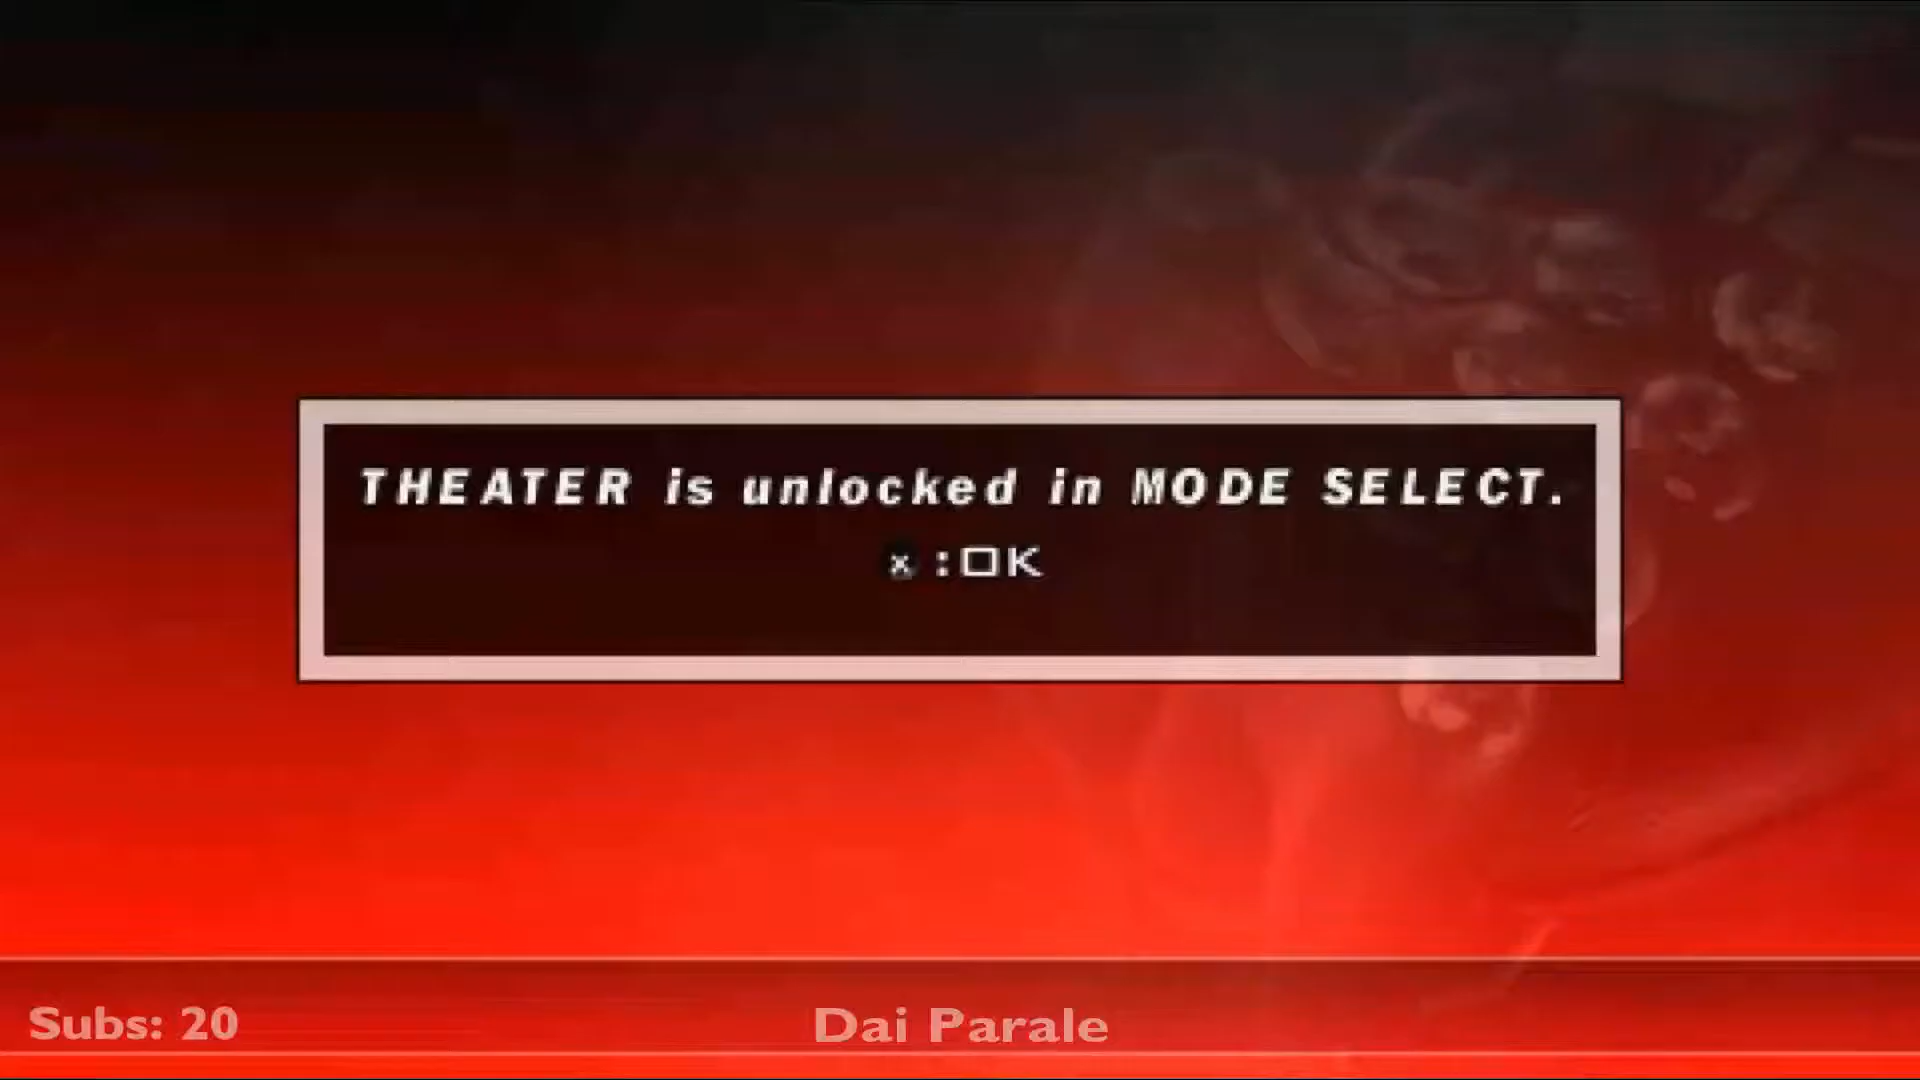 THEATER is unlocked in MODE SELECT.
x :OK
Subs: 20
Dai Parale